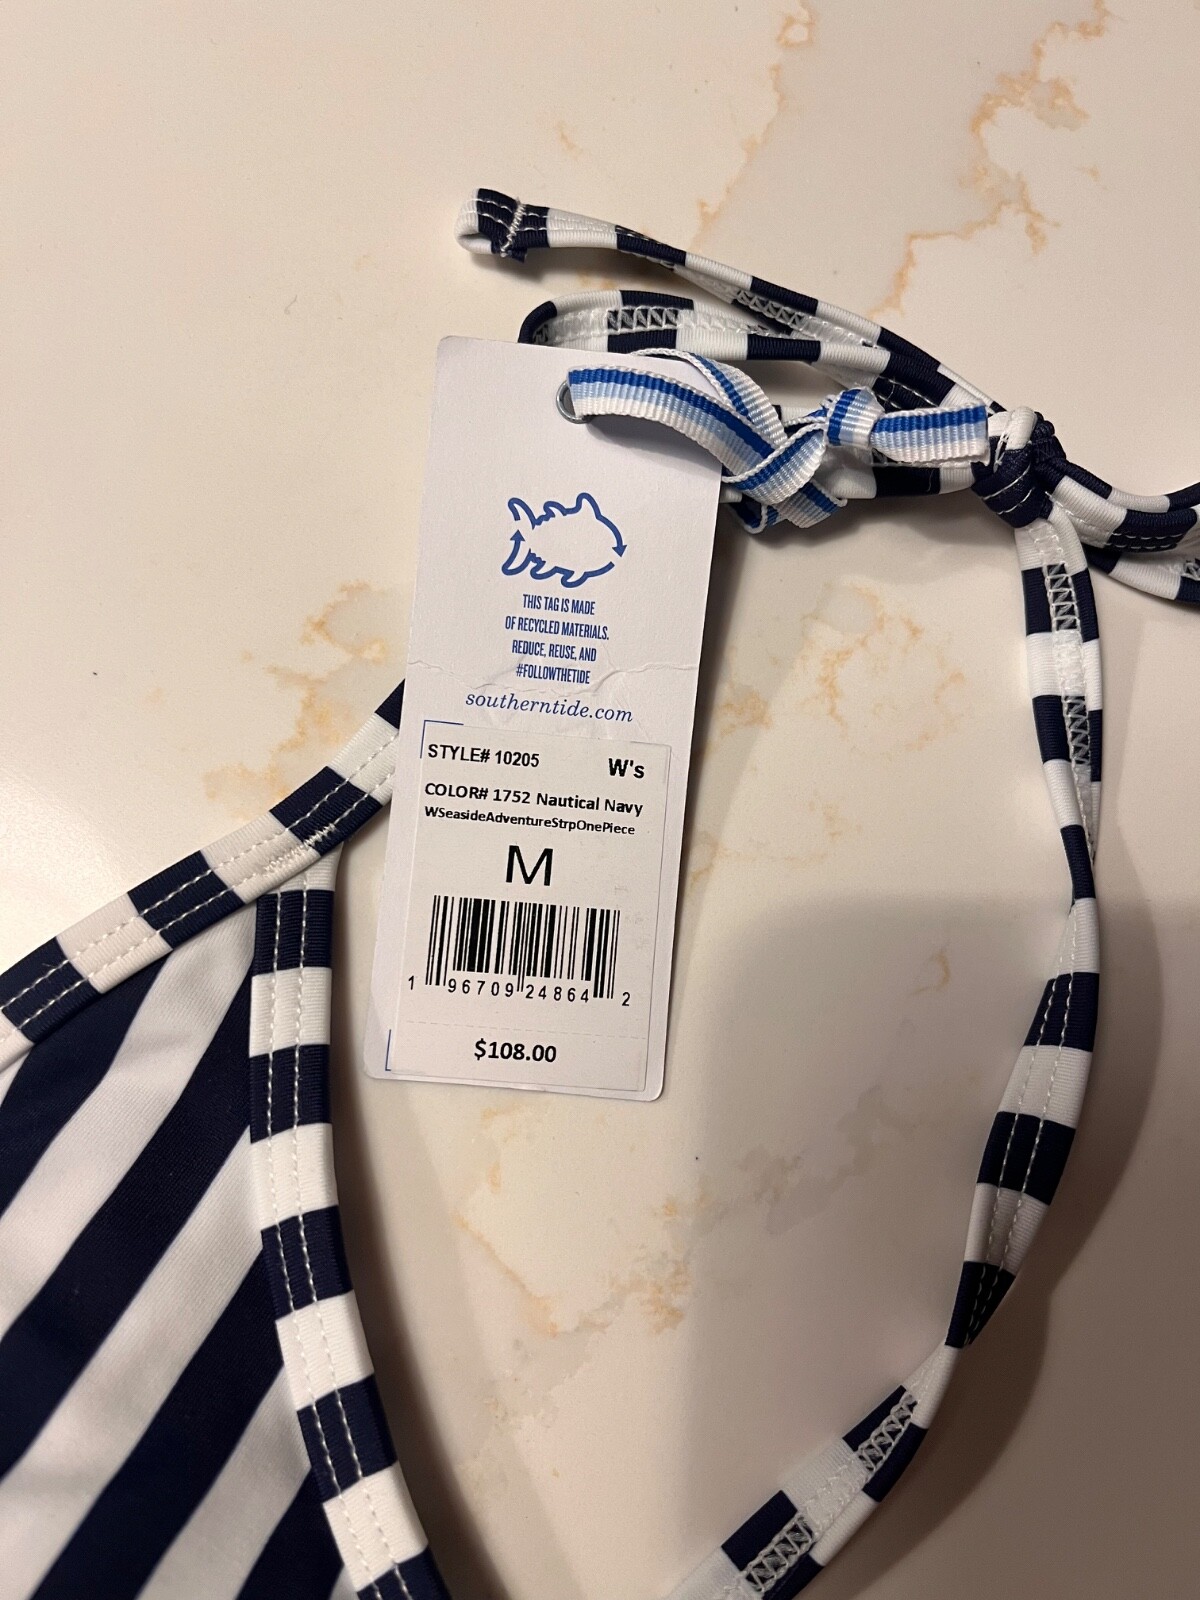 THIS TAG IS MADE
OF RECYCLED MATERIALS.
REDUCE, REUSE, AND
#FOLLOWTHETIDE
southerntide.com
STYLE# 10205 W's
COLOR# 1752 Nautical Navy
WSeasideAdventureStrpOnePiece
M
1 96709 24864 2
$108.00